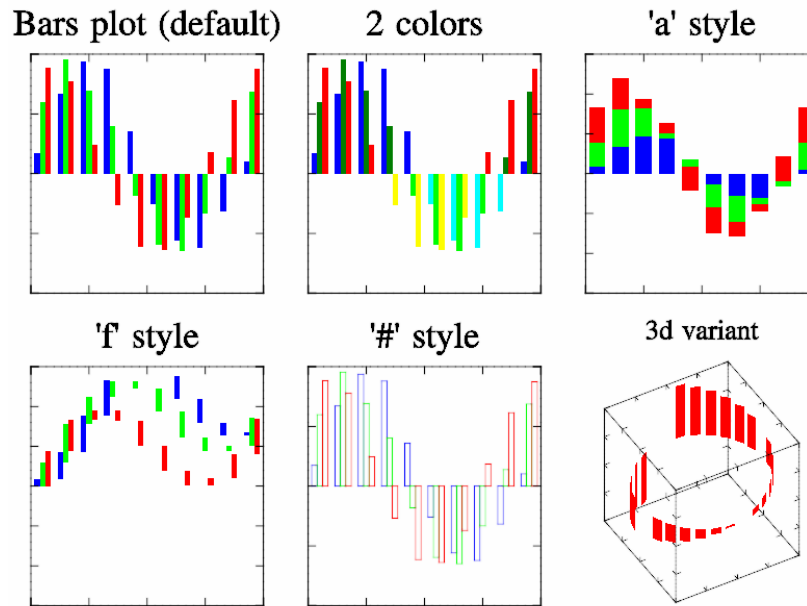 Bars plot (default)
2 colors
'a' style
'f' style
'#' style
3d variant